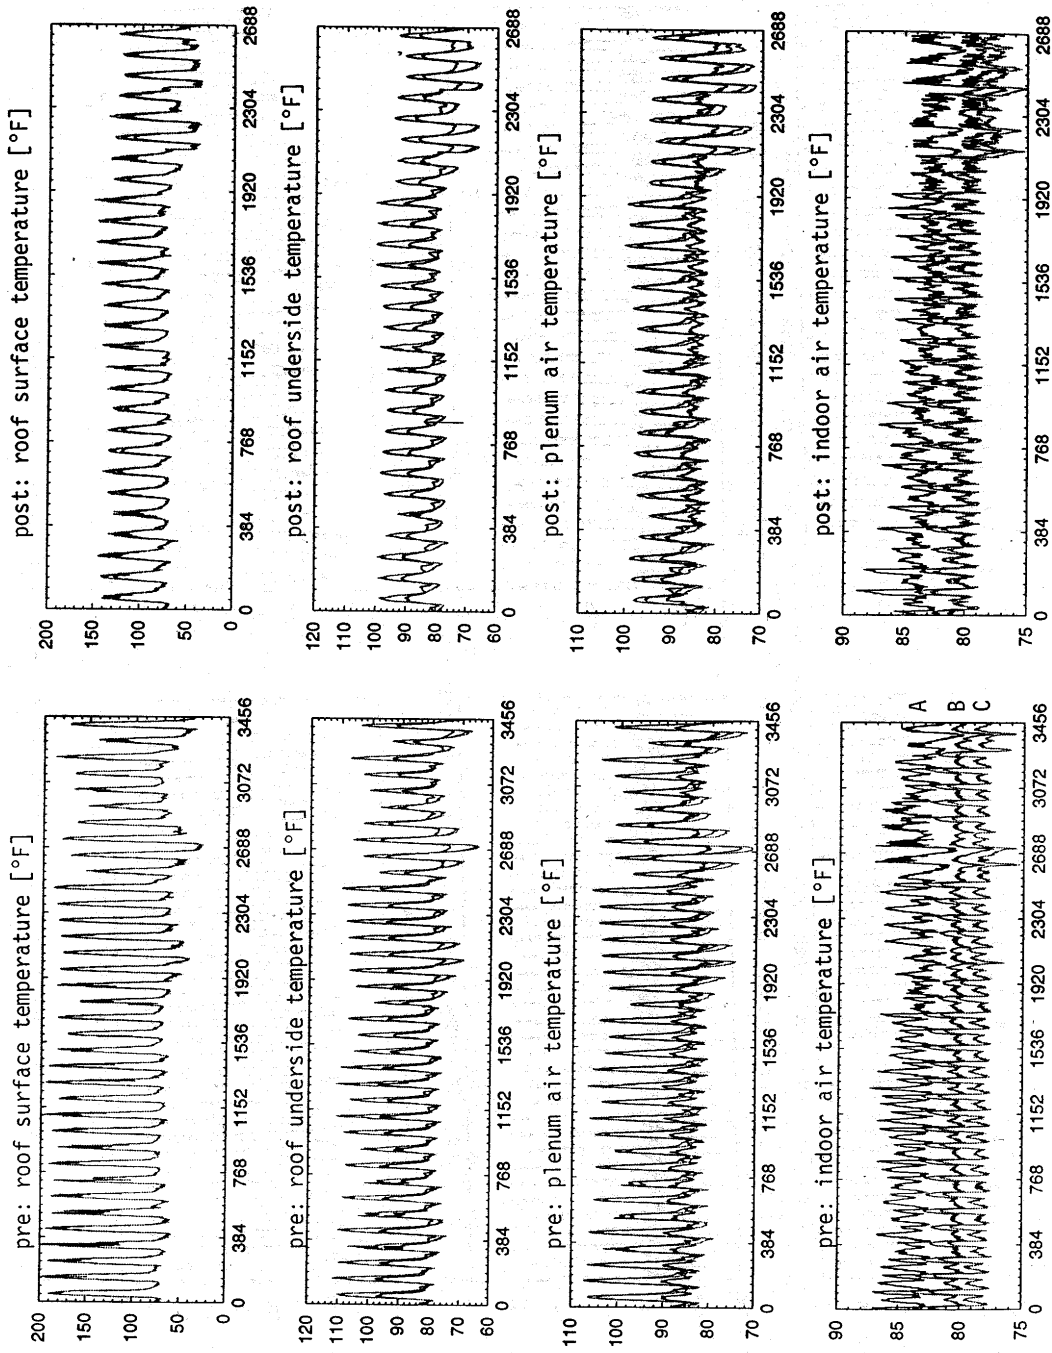 pre: roof surface temperature [°F]
200
150
100
50
0
0 384 768 1152 1536 1920 2304 2688 3072 3456
post: roof surface temperature [°F]
200
150
100
50
0
0 384 768 1152 1536 1920 2304 2688
pre: roof underside temperature [°F]
120
110
100
90
80
70
60
0 384 768 1152 1536 1920 2304 2688 3072 3456
post: roof underside temperature [°F]
120
110
100
90
80
70
60
0 384 768 1152 1536 1920 2304 2688
pre: plenum air temperature [°F]
110
100
90
80
70
0 384 768 1152 1536 1920 2304 2688 3072 3456
post: plenum air temperature [°F]
110
100
90
80
70
0 384 768 1152 1536 1920 2304 2688
pre: indoor air temperature [°F]
90
85
80
75
A
B
C
0 384 768 1152 1536 1920 2304 2688 3072 3456
post: indoor air temperature [°F]
90
85
80
75
0 384 768 1152 1536 1920 2304 2688